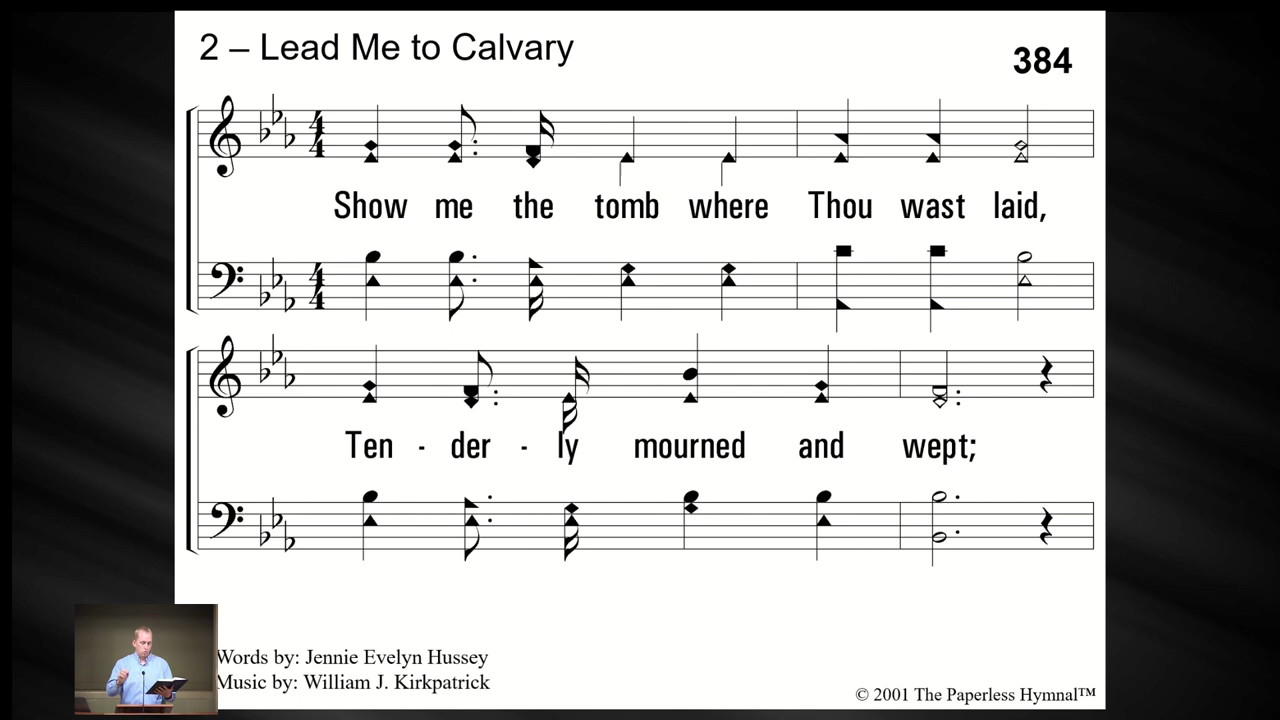 2 – Lead Me to Calvary
384
Show me the tomb where Thou wast laid,
Ten - der - ly mourned and wept;
Words by: Jennie Evelyn Hussey
Music by: William J. Kirkpatrick
© 2001 The Paperless Hymnal™